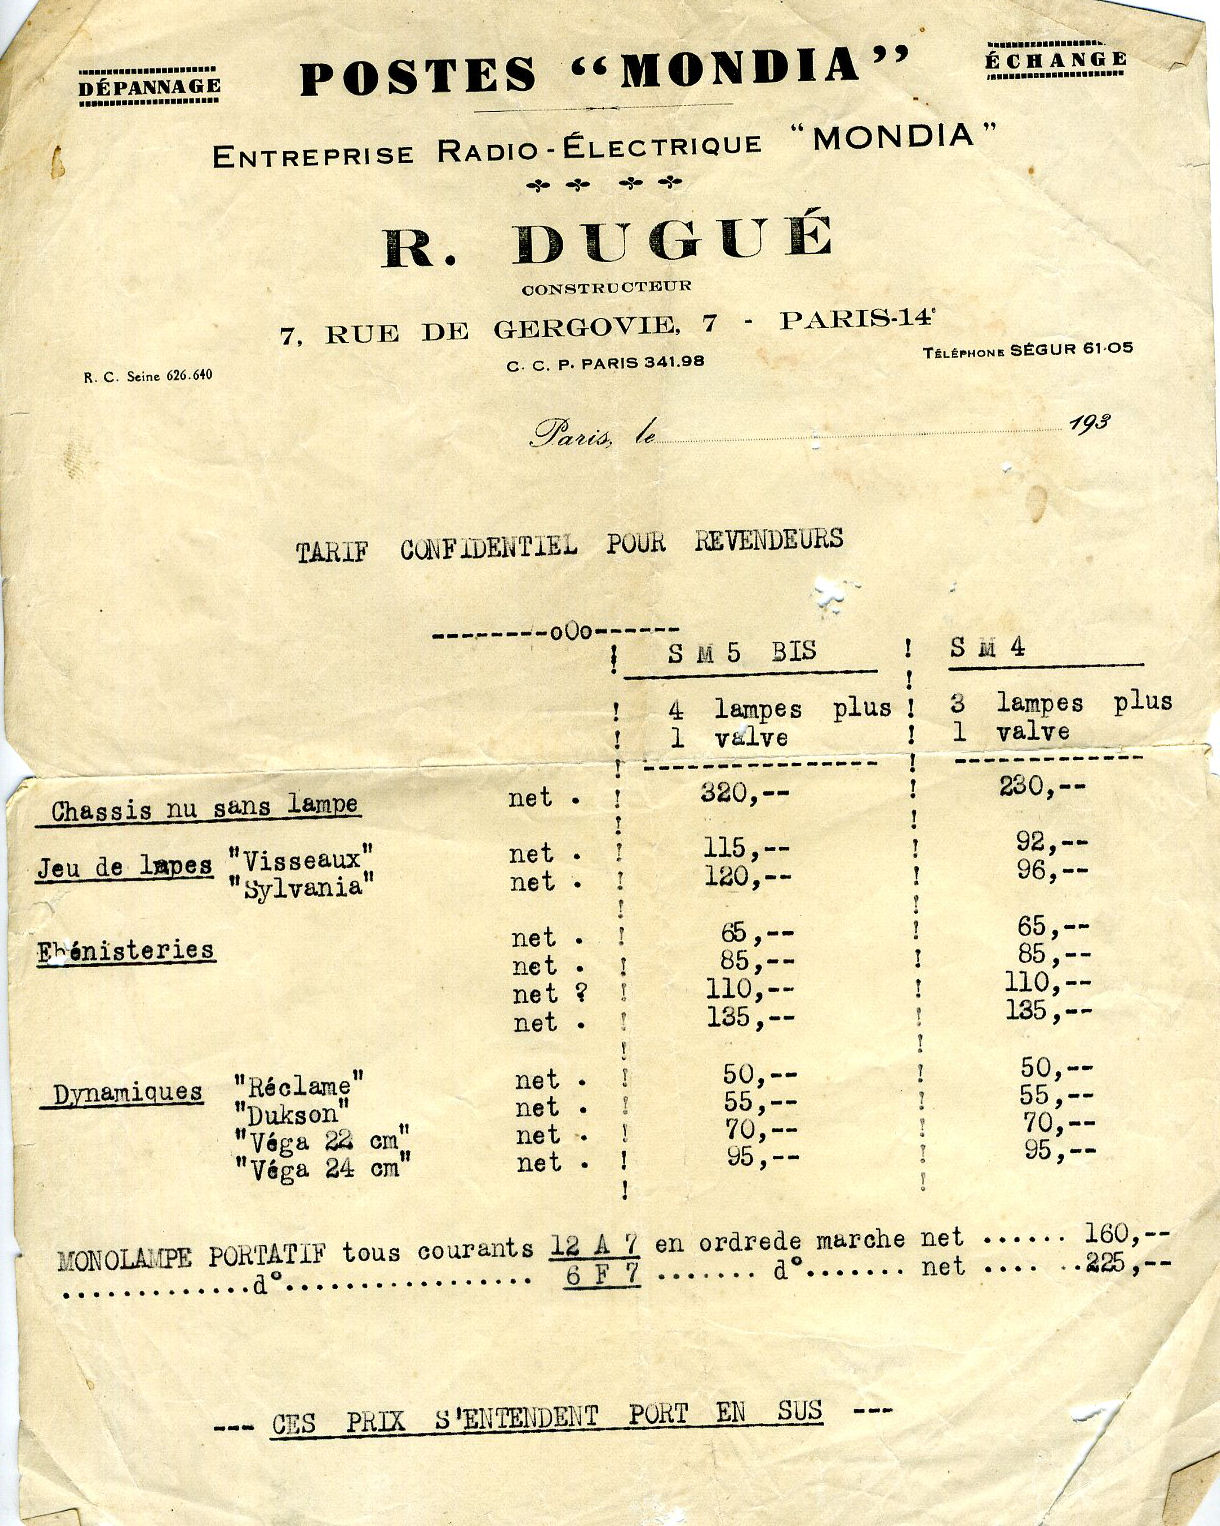 DÉPANNAGE
POSTES “MONDIA”
ÉCHANGE
ENTREPRISE RADIO-ÉLECTRIQUE “MONDIA”
R. DUGUÉ
CONSTRUCTEUR
7, RUE DE GERGOVIE, 7 - PARIS-14e
R. C. Seine 626.640
C. C. P. PARIS 341.98
TÉLÉPHONE SÉGUR 61-05
Paris, le 193
TARIF CONFIDENTIEL POUR REVENDEURS
--------oOo------
! S M 5 BIS ! S M 4
! 4 lampes plus ! 3 lampes plus
! 1 valve ! 1 valve
Chassis nu sans lampe net . ! 320,-- ! 230,--
Jeu de lmpes "Visseaux" net . ! 115,-- ! 92,--
"Sylvania" net . ! 120,-- ! 96,--
Ebénisteries net . ! 65,-- ! 65,--
net . ! 85,-- ! 85,--
net ? ! 110,-- ! 110,--
net . ! 135,-- ! 135,--
Dynamiques "Réclame" net . ! 50,-- ! 50,--
"Dukson" net . ! 55,-- ! 55,--
"Véga 22 cm" net . ! 70,-- ! 70,--
"Véga 24 cm" net . ! 95,-- ! 95,--
MONOLAMPE PORTATIF tous courants 12 A 7 en ordrede marche net ...... 160,--
.............d°................. 6 F 7 ....... d°....... net .... ..225,--
--- CES PRIX S'ENTENDENT PORT EN SUS ---